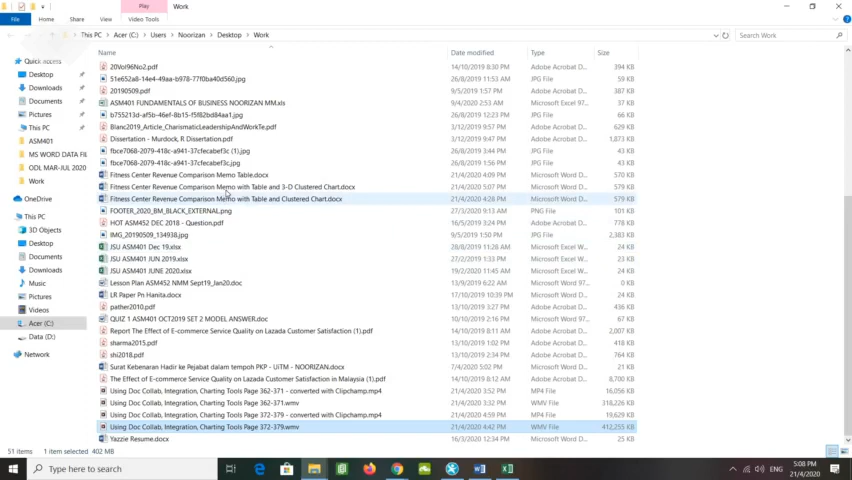 Play
Work
File
Home
Share
View
Video Tools
This PC
Acer (C:)
Users
Noorizan
Desktop
Work
Search Work
Name
Date modified
Type
Size
Quick access
Desktop
Downloads
Documents
Pictures
This PC
ASM401
MS WORD DATA FIL
ODL MAR-JUL 2020
Work
OneDrive
This PC
3D Objects
Desktop
Documents
Downloads
Music
Pictures
Videos
Acer (C:)
Data (D:)
Network
20Vol96No2.pdf 14/10/2019 8:30 PM Adobe Acrobat D... 394 KB
51e652a8-14e4-49aa-b978-77f0ba40d560.jpg 26/8/2019 11:53 AM JPG File 59 KB
20190509.pdf 9/5/2019 1:57 PM Adobe Acrobat D... 37 KB
ASM401 FUNDAMENTALS OF BUSINESS NOORIZAN MM.xls 9/4/2020 2:53 AM Microsoft Excel 97... 37 KB
b755213d-af5b-46ef-8b15-f5f82bd84aa1.jpg 26/8/2019 12:23 PM JPG File 66 KB
Blanc2019_Article_CharismaticLeadershipAndWorkTe.pdf 3/12/2019 9:57 PM Adobe Acrobat D... 629 KB
Dissertation - Murdock, R Dissertation.pdf 3/12/2019 9:46 PM Adobe Acrobat D... 671 KB
fbce7068-2079-418c-a941-37cfecabefc3 (1).jpg 26/8/2019 3:44 PM JPG File 43 KB
fbce7068-2079-418c-a941-37cfecabefc3.jpg 26/8/2019 1:56 PM JPG File 43 KB
Fitness Center Revenue Comparison Memo Table.docx 21/4/2020 4:09 PM Microsoft Word D... 570 KB
Fitness Center Revenue Comparison Memo with Table and 3-D Clustered Chart.docx 21/4/2020 5:07 PM Microsoft Word D... 579 KB
Fitness Center Revenue Comparison Memo with Table and Clustered Chart.docx 21/4/2020 4:28 PM Microsoft Word D... 579 KB
FOOTER_2020_BM_BLACK_EXTERNAL.png 27/3/2020 9:13 AM PNG File 101 KB
HOT ASM452 DEC 2018 - Question.pdf 16/5/2019 3:24 PM Adobe Acrobat D... 778 KB
IMG_20190509_134938.jpg 9/5/2019 1:50 PM JPG File 2,383 KB
JSU ASM401 Dec 19.xlsx 28/8/2019 11:28 AM Microsoft Excel W... 24 KB
JSU ASM401 JUN 2019.xlsx 27/2/2019 1:33 PM Microsoft Excel W... 23 KB
JSU ASM401 JUNE 2020.xlsx 19/2/2020 11:45 AM Microsoft Excel W... 24 KB
Lesson Plan ASM452 NMM Sept19_Jan20.doc 13/9/2019 6:22 AM Microsoft Word 97... 0 KB
LR Paper Pn Hanita.docx 17/10/2019 10:39 PM Microsoft Word D... 44 KB
pather2010.pdf 14/10/2019 3:27 PM Adobe Acrobat D... 436 KB
QUIZ 1 ASM401 OCT2019 SET 2 MODEL ANSWER.doc 10/10/2019 2:16 PM Microsoft Word 97... 67 KB
Report The Effect of E-commerce Service Quality on Lazada Customer Satisfaction (1).pdf 14/10/2019 8:11 AM Adobe Acrobat D... 2,007 KB
sharma2015.pdf 13/10/2019 1:02 PM Adobe Acrobat D... 418 KB
shi2018.pdf 13/10/2019 2:34 PM Adobe Acrobat D... 764 KB
Surat Kebenaran Hadir ke Pejabat dalam tempoh PKP - UiTM - NOORIZAN.docx 7/4/2020 5:02 PM Microsoft Word D... 21 KB
The Effect of E-commerce Service Quality on Lazada Customer Satisfaction in Malaysia (1).pdf 14/10/2019 8:12 AM Adobe Acrobat D... 8,700 KB
Using Doc Collab, Integration, Charting Tools Page 362-371 - converted with Clipchamp.mp4 21/4/2020 3:52 PM MP4 File 16,056 KB
Using Doc Collab, Integration, Charting Tools Page 362-371.wmv 21/4/2020 3:32 PM WMV File 318,226 KB
Using Doc Collab, Integration, Charting Tools Page 372-379 - converted with Clipchamp.mp4 21/4/2020 4:59 PM MP4 File 19,629 KB
Using Doc Collab, Integration, Charting Tools Page 372-379.wmv 21/4/2020 4:42 PM WMV File 412,255 KB
Yazzie Resume.docx 16/3/2020 12:34 PM Microsoft Word D... 25 KB
51 items 1 item selected 402 MB
Type here to search
ENG
5:08 PM
21/4/2020